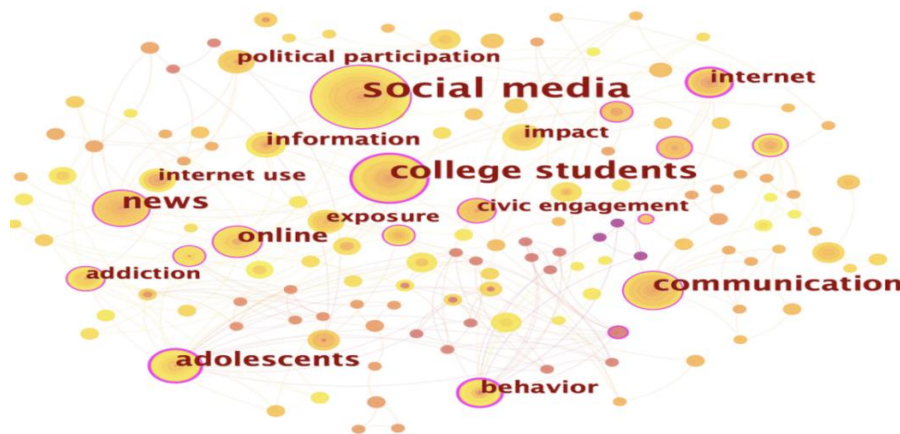 political participation
social media
internet
information
impact
college students
internet use
news
exposure
civic engagement
online
addiction
communication
adolescents
behavior